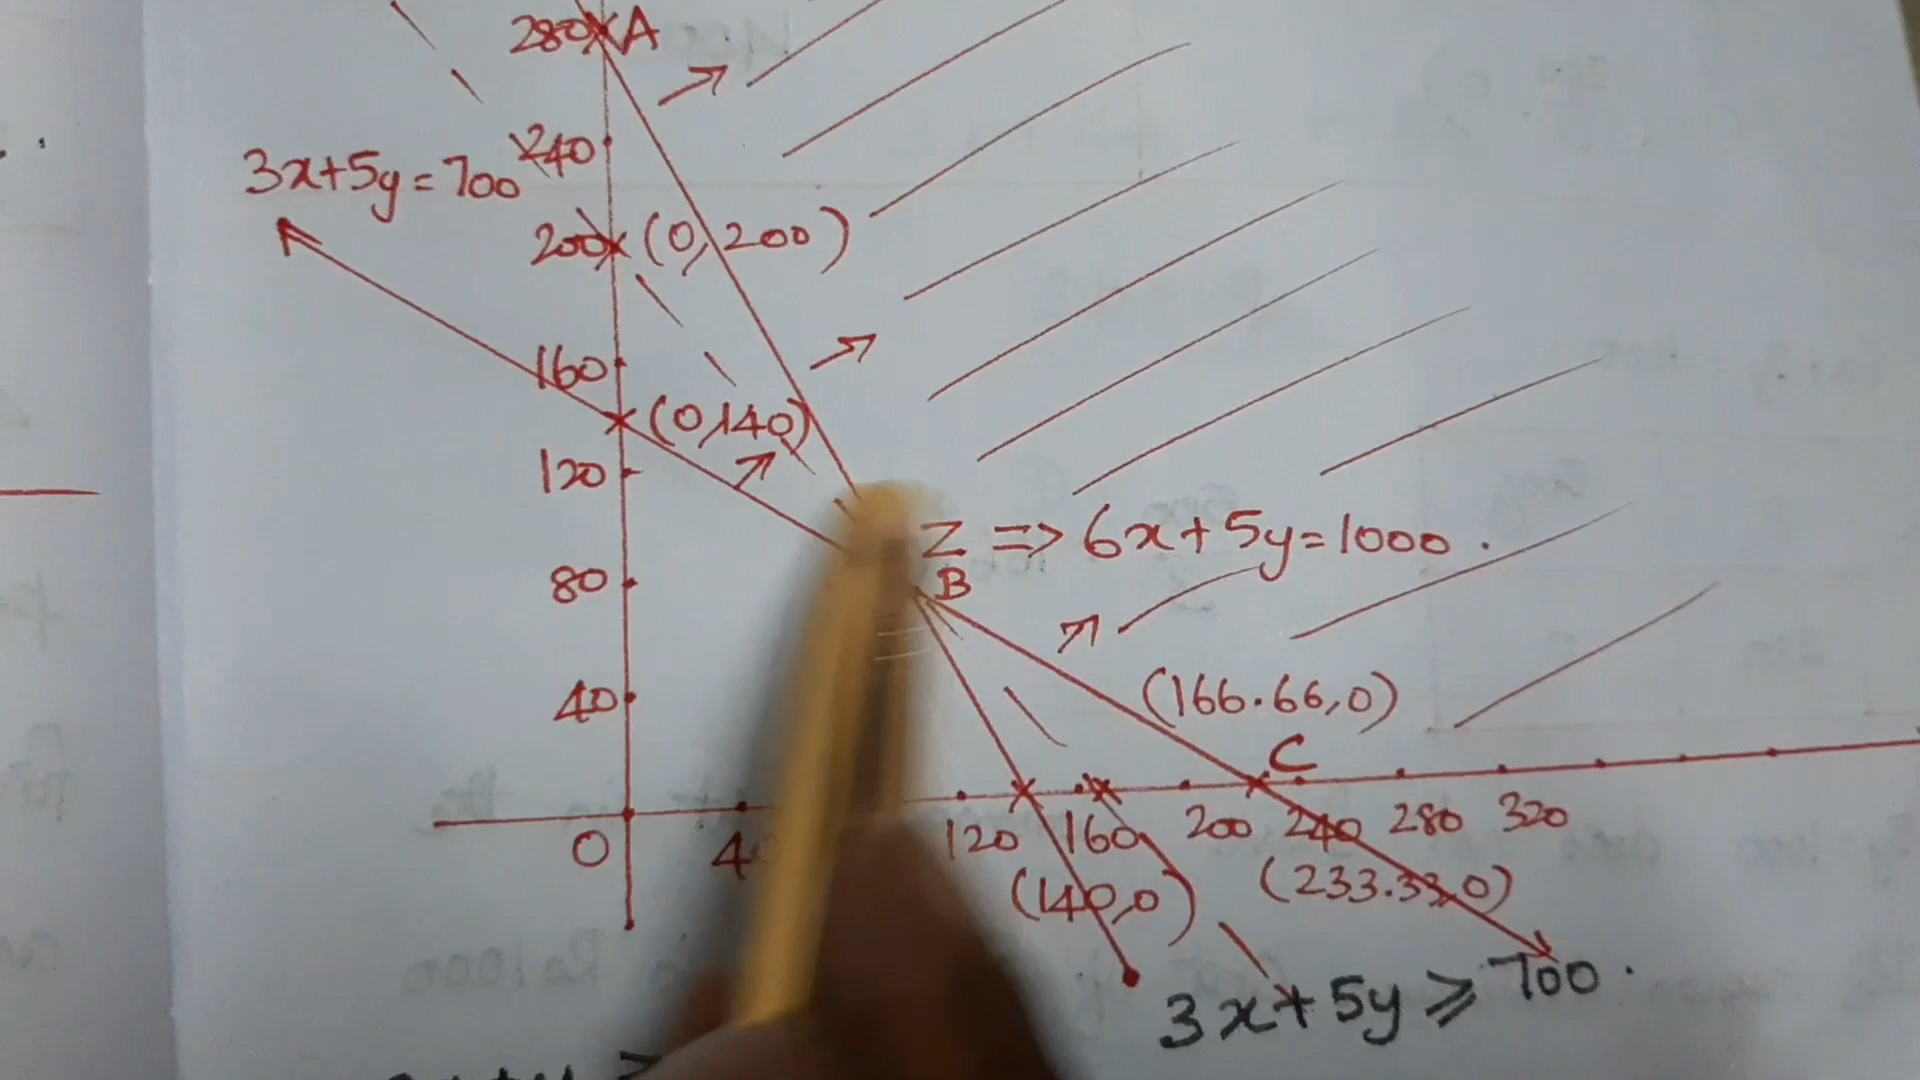 280 A
240
3x+5y=700
200 (0,200)
160
(0,140)
120
Z => 6x+5y=1000.
B
80
40
(166.66,0)
C
0 40 120 160 200 240 280 320
(140,0) (233.33,0)
3x+5y ≥ 700.